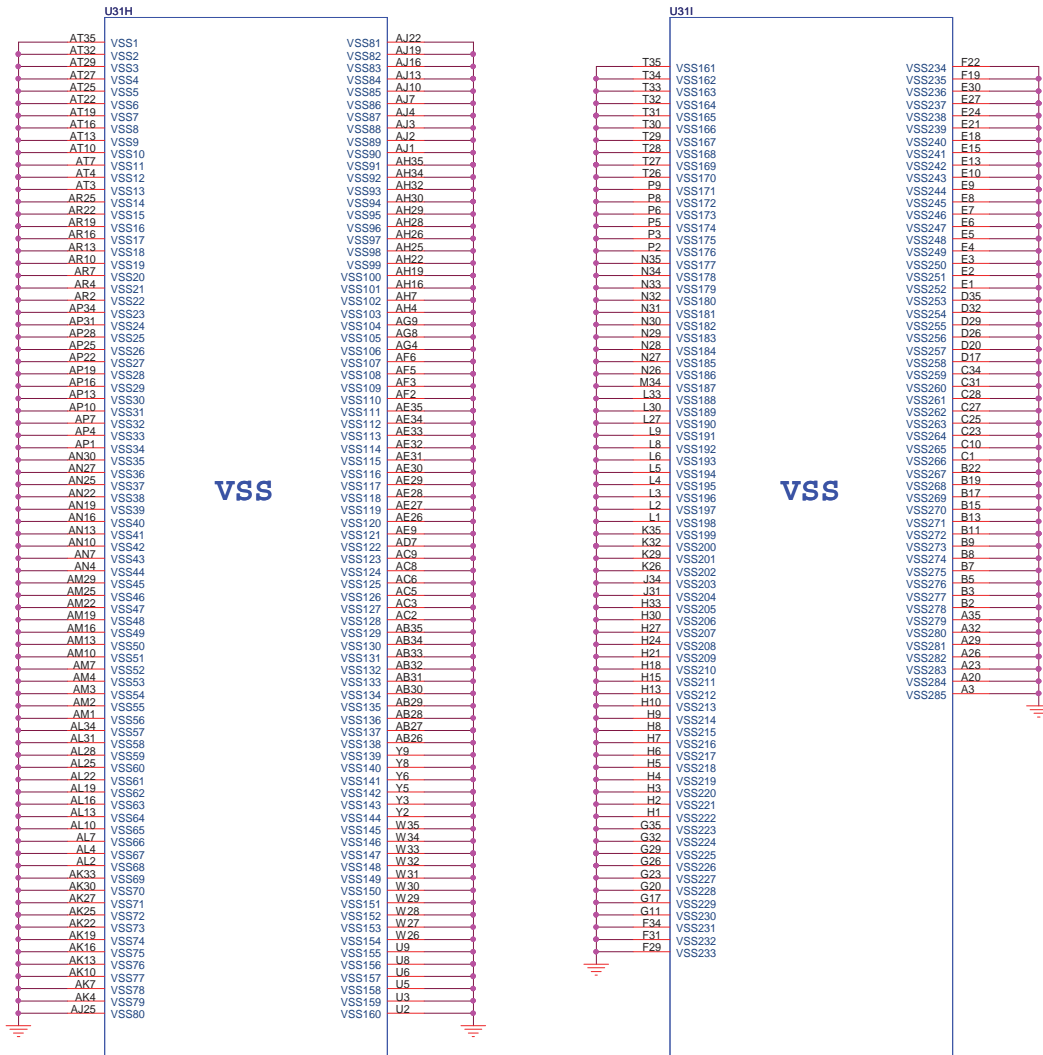 U31H
AT35 VSS1
AT32 VSS2
AT29 VSS3
AT27 VSS4
AT25 VSS5
AT22 VSS6
AT19 VSS7
AT16 VSS8
AT13 VSS9
AT10 VSS10
AT7 VSS11
AT4 VSS12
AT3 VSS13
AR25 VSS14
AR22 VSS15
AR19 VSS16
AR16 VSS17
AR13 VSS18
AR10 VSS19
AR7 VSS20
AR4 VSS21
AR2 VSS22
AP34 VSS23
AP31 VSS24
AP28 VSS25
AP25 VSS26
AP22 VSS27
AP19 VSS28
AP16 VSS29
AP13 VSS30
AP10 VSS31
AP7 VSS32
AP4 VSS33
AP1 VSS34
AN30 VSS35
AN27 VSS36
AN25 VSS37
AN22 VSS38
AN19 VSS39
AN16 VSS40
AN13 VSS41
AN10 VSS42
AN7 VSS43
AN4 VSS44
AM29 VSS45
AM25 VSS46
AM22 VSS47
AM19 VSS48
AM16 VSS49
AM13 VSS50
AM10 VSS51
AM7 VSS52
AM4 VSS53
AM3 VSS54
AM2 VSS55
AM1 VSS56
AL34 VSS57
AL31 VSS58
AL28 VSS59
AL25 VSS60
AL22 VSS61
AL19 VSS62
AL16 VSS63
AL13 VSS64
AL10 VSS65
AL7 VSS66
AL4 VSS67
AL2 VSS68
AK33 VSS69
AK30 VSS70
AK27 VSS71
AK25 VSS72
AK22 VSS73
AK19 VSS74
AK16 VSS75
AK13 VSS76
AK10 VSS77
AK7 VSS78
AK4 VSS79
AJ25 VSS80
VSS
VSS81 AJ22
VSS82 AJ19
VSS83 AJ16
VSS84 AJ13
VSS85 AJ10
VSS86 AJ7
VSS87 AJ4
VSS88 AJ3
VSS89 AJ2
VSS90 AJ1
VSS91 AH35
VSS92 AH34
VSS93 AH32
VSS94 AH30
VSS95 AH29
VSS96 AH28
VSS97 AH26
VSS98 AH25
VSS99 AH22
VSS100 AH19
VSS101 AH16
VSS102 AH7
VSS103 AH4
VSS104 AG9
VSS105 AG8
VSS106 AG4
VSS107 AF6
VSS108 AF5
VSS109 AF3
VSS110 AF2
VSS111 AE35
VSS112 AE34
VSS113 AE33
VSS114 AE32
VSS115 AE31
VSS116 AE30
VSS117 AE29
VSS118 AE28
VSS119 AE27
VSS120 AE26
VSS121 AE9
VSS122 AD7
VSS123 AC9
VSS124 AC8
VSS125 AC6
VSS126 AC5
VSS127 AC3
VSS128 AC2
VSS129 AB35
VSS130 AB34
VSS131 AB33
VSS132 AB32
VSS133 AB31
VSS134 AB30
VSS135 AB29
VSS136 AB28
VSS137 AB27
VSS138 AB26
VSS139 Y9
VSS140 Y8
VSS141 Y6
VSS142 Y5
VSS143 Y3
VSS144 Y2
VSS145 W35
VSS146 W34
VSS147 W33
VSS148 W32
VSS149 W31
VSS150 W30
VSS151 W29
VSS152 W28
VSS153 W27
VSS154 W26
VSS155 U9
VSS156 U8
VSS157 U6
VSS158 U5
VSS159 U3
VSS160 U2
U31I
T35 VSS161
T34 VSS162
T33 VSS163
T32 VSS164
T31 VSS165
T30 VSS166
T29 VSS167
T28 VSS168
T27 VSS169
T26 VSS170
P9 VSS171
P8 VSS172
P6 VSS173
P5 VSS174
P3 VSS175
P2 VSS176
N35 VSS177
N34 VSS178
N33 VSS179
N32 VSS180
N31 VSS181
N30 VSS182
N29 VSS183
N28 VSS184
N27 VSS185
N26 VSS186
M34 VSS187
L33 VSS188
L30 VSS189
L27 VSS190
L9 VSS191
L8 VSS192
L6 VSS193
L5 VSS194
L4 VSS195
L3 VSS196
L2 VSS197
L1 VSS198
K35 VSS199
K32 VSS200
K29 VSS201
K26 VSS202
J34 VSS203
J31 VSS204
H33 VSS205
H30 VSS206
H27 VSS207
H24 VSS208
H21 VSS209
H18 VSS210
H15 VSS211
H13 VSS212
H10 VSS213
H9 VSS214
H8 VSS215
H7 VSS216
H6 VSS217
H5 VSS218
H4 VSS219
H3 VSS220
H2 VSS221
H1 VSS222
G35 VSS223
G32 VSS224
G29 VSS225
G26 VSS226
G23 VSS227
G20 VSS228
G17 VSS229
G11 VSS230
F34 VSS231
F31 VSS232
F29 VSS233
VSS
VSS234 F22
VSS235 F19
VSS236 E30
VSS237 E27
VSS238 E24
VSS239 E21
VSS240 E18
VSS241 E15
VSS242 E13
VSS243 E10
VSS244 E9
VSS245 E8
VSS246 E7
VSS247 E6
VSS248 E5
VSS249 E4
VSS250 E3
VSS251 E2
VSS252 E1
VSS253 D35
VSS254 D32
VSS255 D29
VSS256 D26
VSS257 D20
VSS258 D17
VSS259 C34
VSS260 C31
VSS261 C28
VSS262 C27
VSS263 C25
VSS264 C23
VSS265 C10
VSS266 C1
VSS267 B22
VSS268 B19
VSS269 B17
VSS270 B15
VSS271 B13
VSS272 B11
VSS273 B9
VSS274 B8
VSS275 B7
VSS276 B5
VSS277 B3
VSS278 B2
VSS279 A35
VSS280 A32
VSS281 A29
VSS282 A26
VSS283 A23
VSS284 A20
VSS285 A3